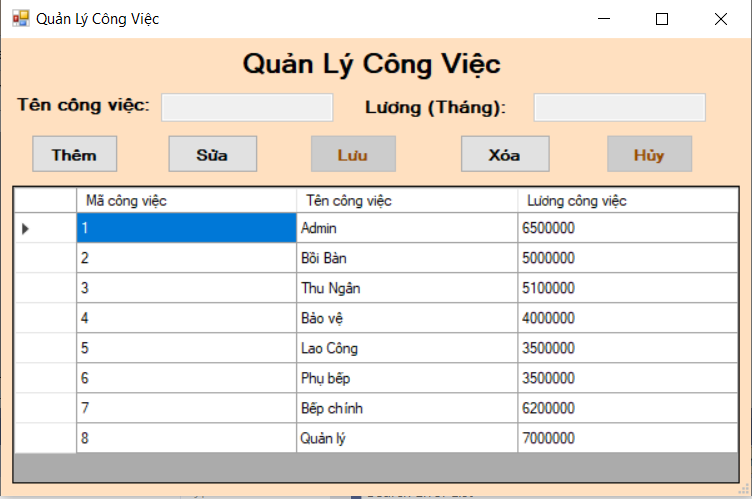 Quản Lý Công Việc
Quản Lý Công Việc
Tên công việc: Lương (Tháng):
Thêm Sửa Lưu Xóa Hủy
Mã công việc Tên công việc Lương công việc
1 Admin 6500000
2 Bồi Bàn 5000000
3 Thu Ngân 5100000
4 Bảo vệ 4000000
5 Lao Công 3500000
6 Phụ bếp 3500000
7 Bếp chính 6200000
8 Quản lý 7000000